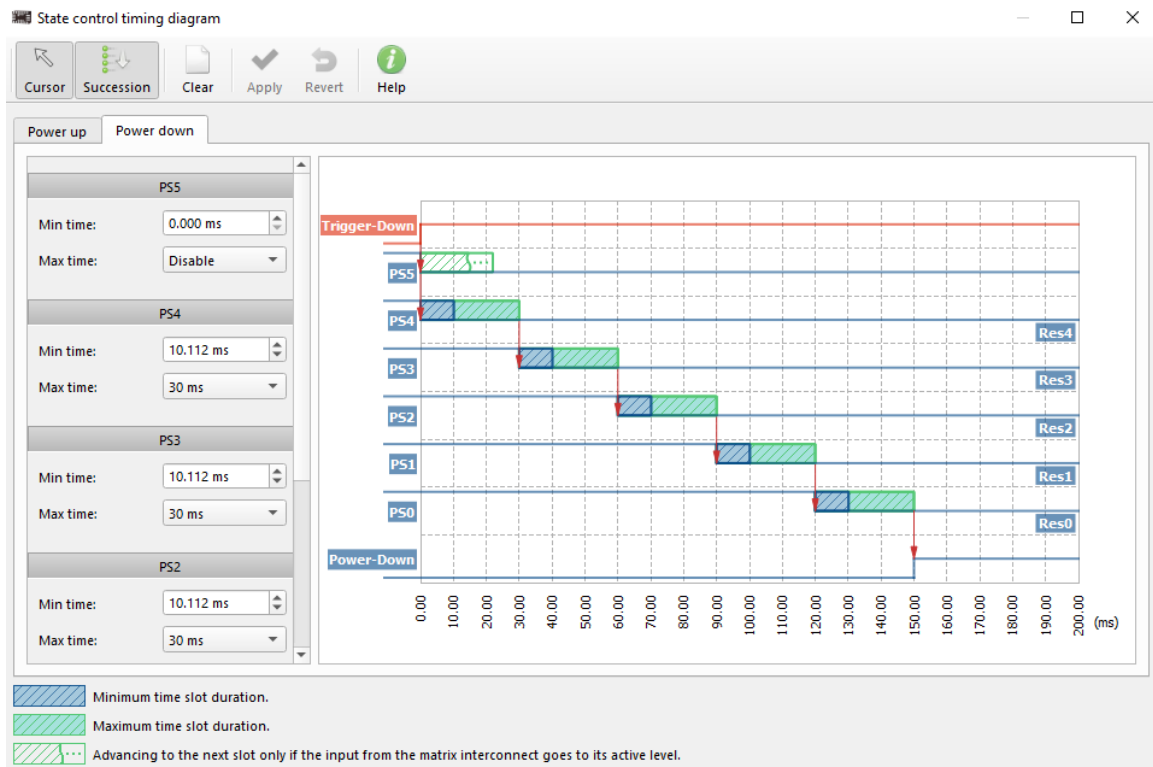 State control timing diagram
Cursor Succession Clear Apply Revert Help
Power up Power down
PS5
Min time: 0.000 ms
Max time: Disable
PS4
Min time: 10.112 ms
Max time: 30 ms
PS3
Min time: 10.112 ms
Max time: 30 ms
PS2
Min time: 10.112 ms
Max time: 30 ms
Trigger-Down
PS5
PS4
Res4
PS3
Res3
PS2
Res2
PS1
Res1
PS0
Res0
Power-Down
0.00 10.00 20.00 30.00 40.00 50.00 60.00 70.00 80.00 90.00 100.00 110.00 120.00 130.00 140.00 150.00 160.00 170.00 180.00 190.00 200.00 (ms)
Minimum time slot duration.
Maximum time slot duration.
Advancing to the next slot only if the input from the matrix interconnect goes to its active level.